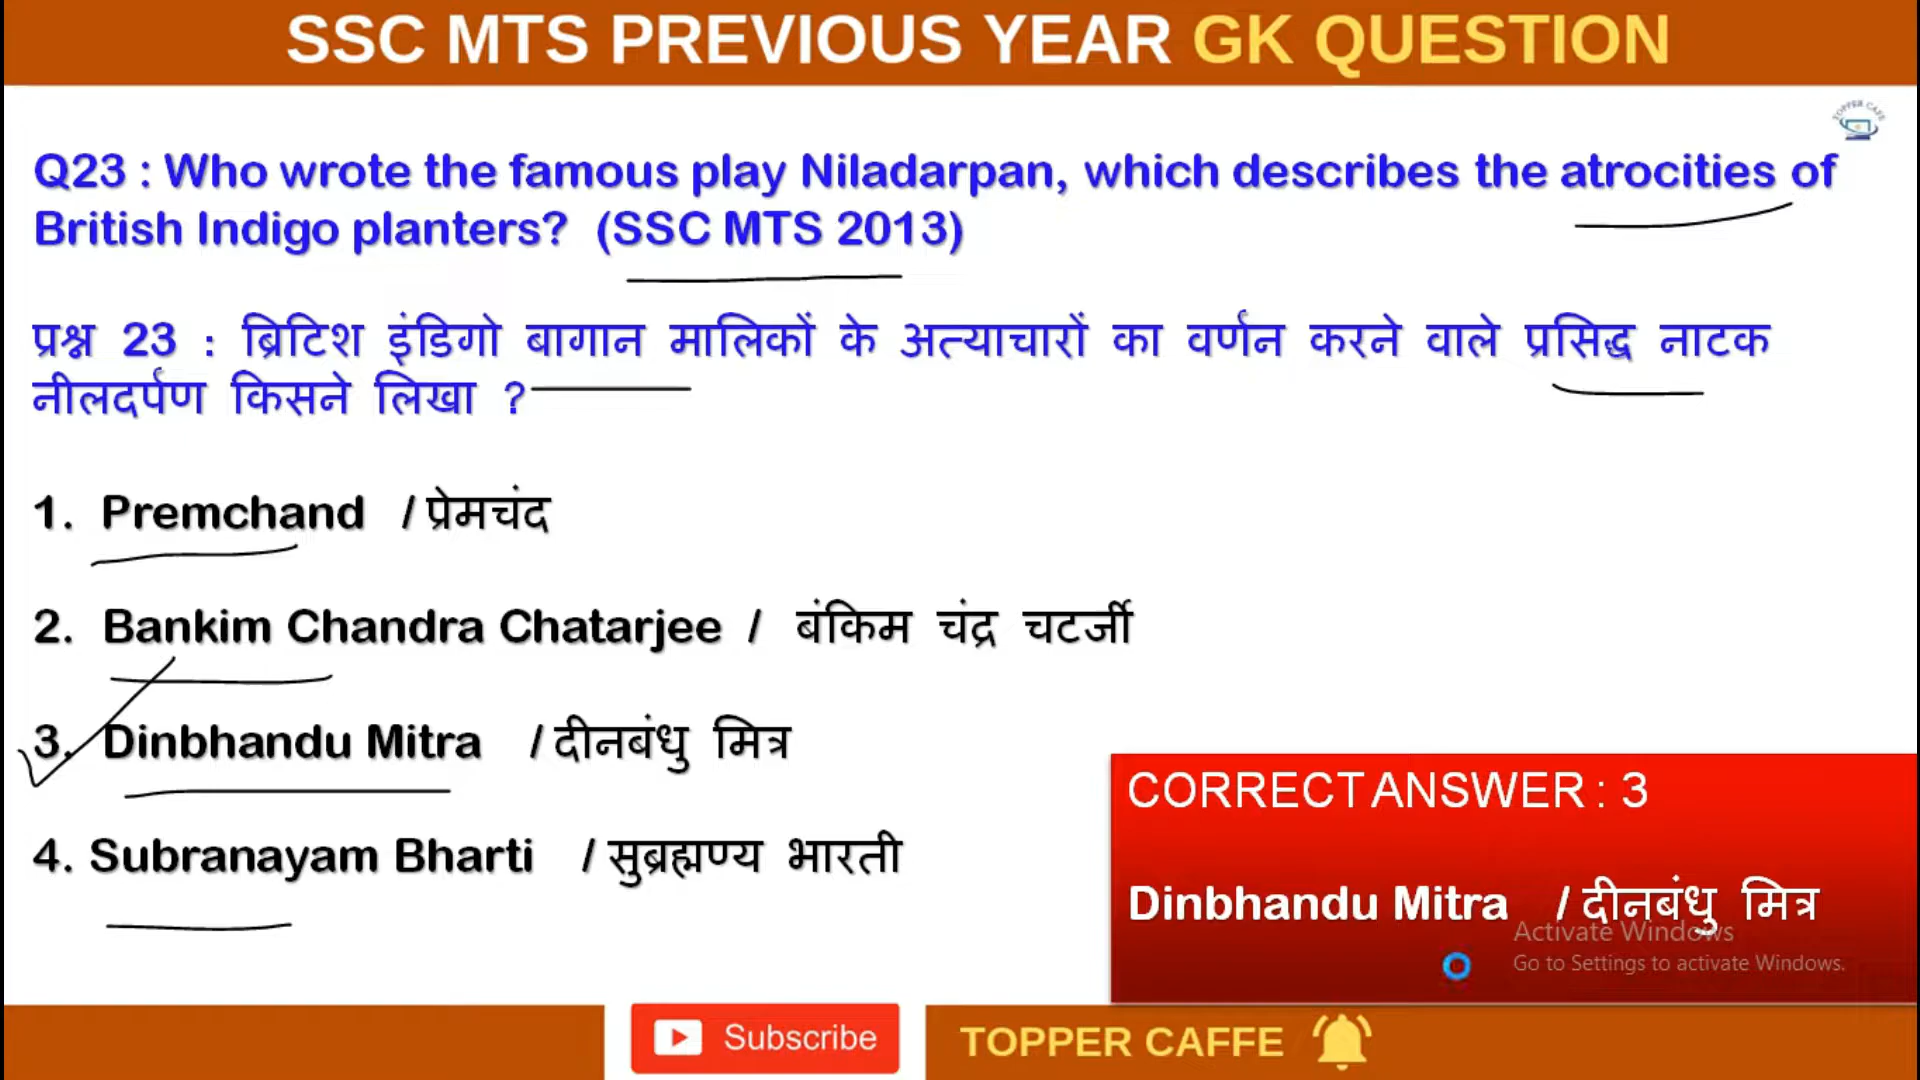 SSC MTS PREVIOUS YEAR GK QUESTION
TOPPER CAFE
Q23 : Who wrote the famous play Niladarpan, which describes the atrocities of
British Indigo planters? (SSC MTS 2013)
प्रश्न 23 : ब्रिटिश इंडिगो बागान मालिकों के अत्याचारों का वर्णन करने वाले प्रसिद्ध नाटक
नीलदर्पण किसने लिखा ?
1. Premchand / प्रेमचंद
2. Bankim Chandra Chatarjee / बंकिम चंद्र चटर्जी
3. Dinbhandu Mitra / दीनबंधु मित्र
4. Subranayam Bharti / सुब्रह्मण्य भारती
CORRECT ANSWER : 3
Dinbhandu Mitra / दीनबंधु मित्र
Activate Windows
Go to Settings to activate Windows.
Subscribe
TOPPER CAFFE